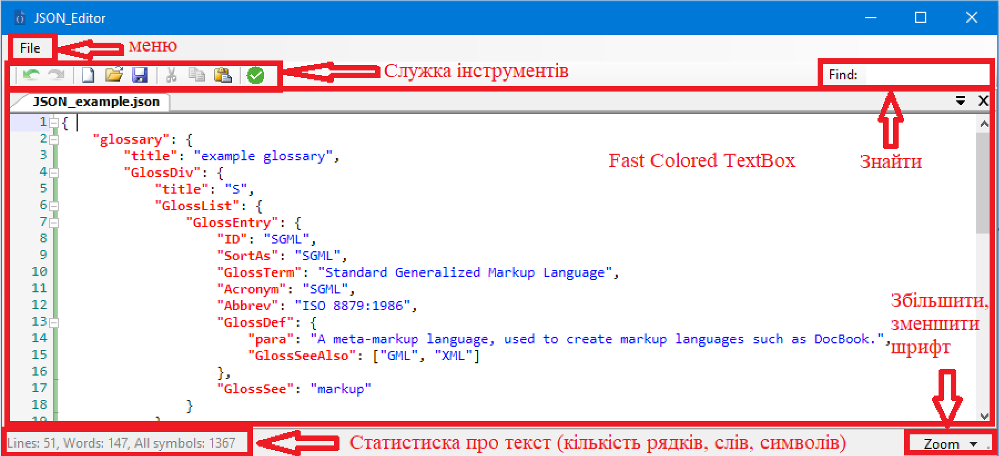 JSON_Editor
File
меню
Служка інструментів
Find:
JSON_example.json
1 {
2 "glossary": {
3 "title": "example glossary",
Fast Colored TextBox
Знайти
4 "GlossDiv": {
5 "title": "S",
6 "GlossList": {
7 "GlossEntry": {
8 "ID": "SGML",
9 "SortAs": "SGML",
10 "GlossTerm": "Standard Generalized Markup Language",
11 "Acronym": "SGML",
12 "Abbrev": "ISO 8879:1986",
13 "GlossDef": {
14 "para": "A meta-markup language, used to create markup languages such as DocBook.",
15 "GlossSeeAlso": ["GML", "XML"]
16 },
17 "GlossSee": "markup"
18 }
Збільшити,
зменшити
шрифт
Lines: 51, Words: 147, All symbols: 1367
Статистиска про текст (кількість рядків, слів, символів)
Zoom